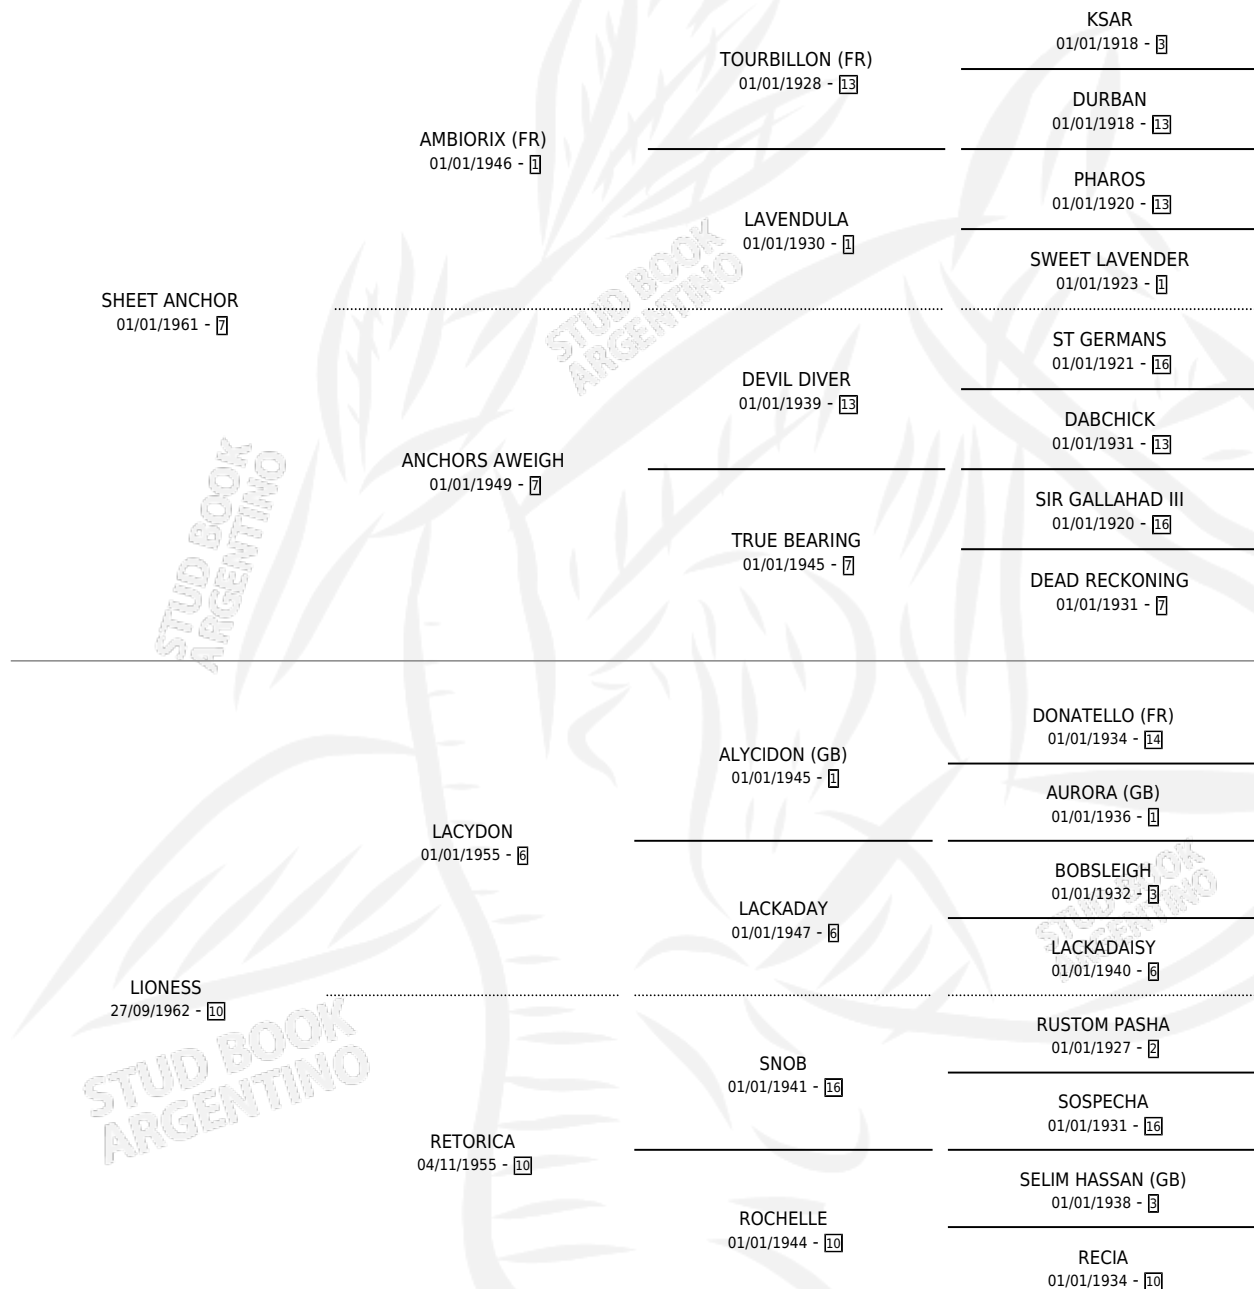 KSAR
01/01/1918 - 3
TOURBILLON (FR)
01/01/1928 - 13
DURBAN
01/01/1918 - 13
AMBIORIX (FR)
01/01/1946 - 1
PHAROS
01/01/1920 - 13
LAVENDULA
01/01/1930 - 1
SWEET LAVENDER
01/01/1923 - 1
SHEET ANCHOR
01/01/1961 - 7
STUD BOOK
ARGENTINO
ST GERMANS
01/01/1921 - 16
DEVIL DIVER
01/01/1939 - 13
DABCHICK
01/01/1931 - 13
ANCHORS AWEIGH
01/01/1949 - 7
SIR GALLAHAD III
01/01/1920 - 16
TRUE BEARING
01/01/1945 - 7
DEAD RECKONING
01/01/1931 - 7
STUD BOOK
ARGENTINO
DONATELLO (FR)
01/01/1934 - 14
ALYCIDON (GB)
01/01/1945 - 1
AURORA (GB)
01/01/1936 - 1
LACYDON
01/01/1955 - 6
BOBSLEIGH
01/01/1932 - 3
LACKADAY
01/01/1947 - 6
LACKADAISY
01/01/1940 - 6
STUD BOOK
ARGENTINO
LIONESS
27/09/1962 - 10
RUSTOM PASHA
01/01/1927 - 2
SNOB
01/01/1941 - 16
SOSPECHA
01/01/1931 - 16
STUD BOOK
ARGENTINO
RETORICA
04/11/1955 - 10
SELIM HASSAN (GB)
01/01/1938 - 3
ROCHELLE
01/01/1944 - 10
RECIA
01/01/1934 - 10